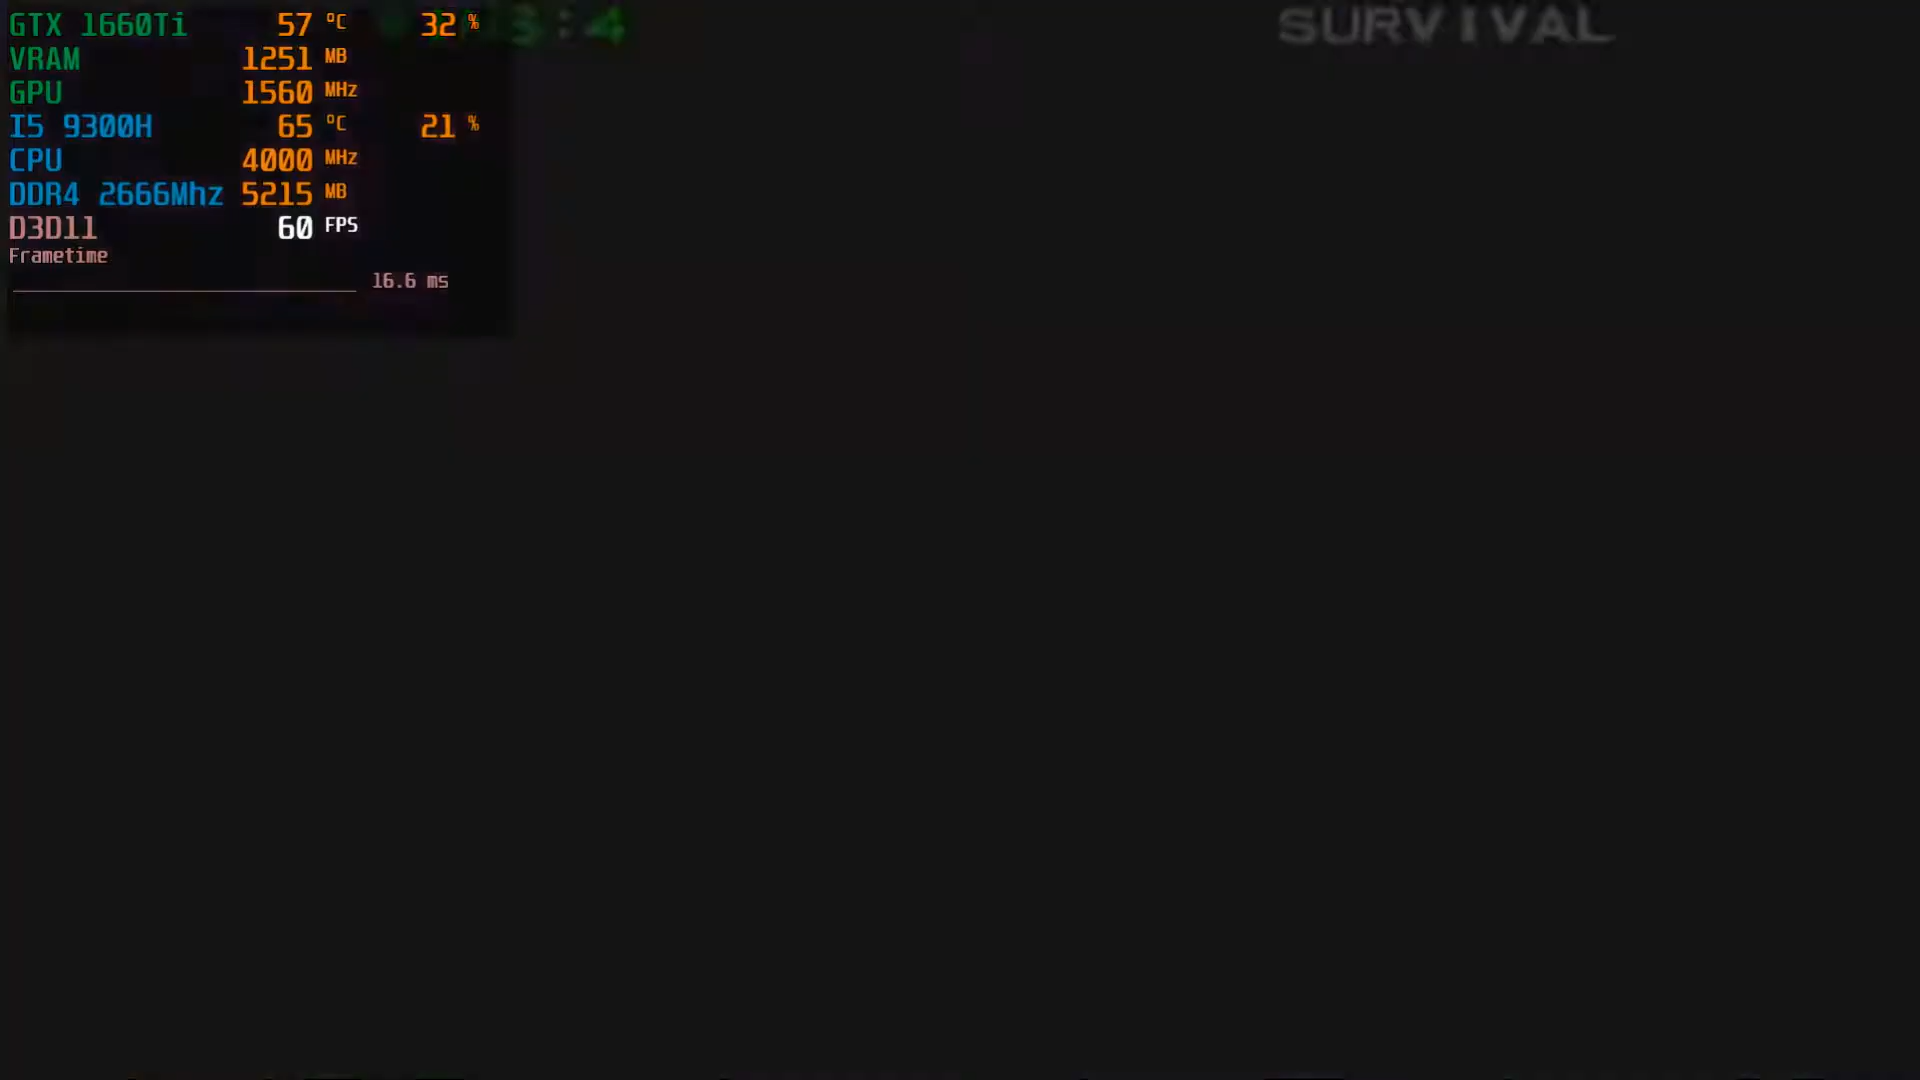 GTX 1660Ti 57 °C 32 %
VRAM 1251 MB
GPU 1560 MHz
I5 9300H 65 °C 21 %
CPU 4000 MHz
DDR4 2666Mhz 5215 MB
D3D11 60 FPS
Frametime
16.6 ms
:4
SURVIVAL